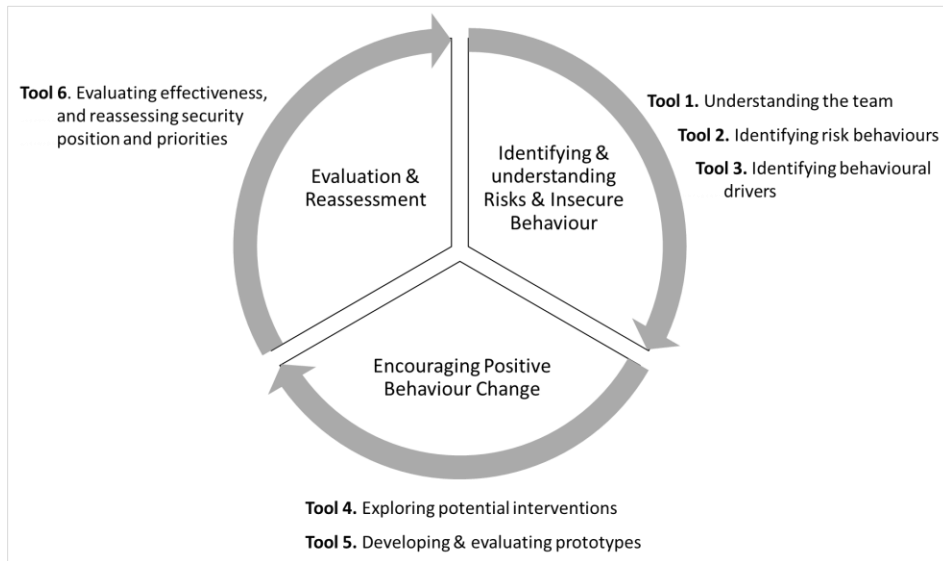 Tool 6. Evaluating effectiveness,
and reassessing security
position and priorities
Evaluation &
Reassessment
Identifying &
understanding
Risks & Insecure
Behaviour
Tool 1. Understanding the team
Tool 2. Identifying risk behaviours
Tool 3. Identifying behavioural
drivers
Encouraging Positive
Behaviour Change
Tool 4. Exploring potential interventions
Tool 5. Developing & evaluating prototypes